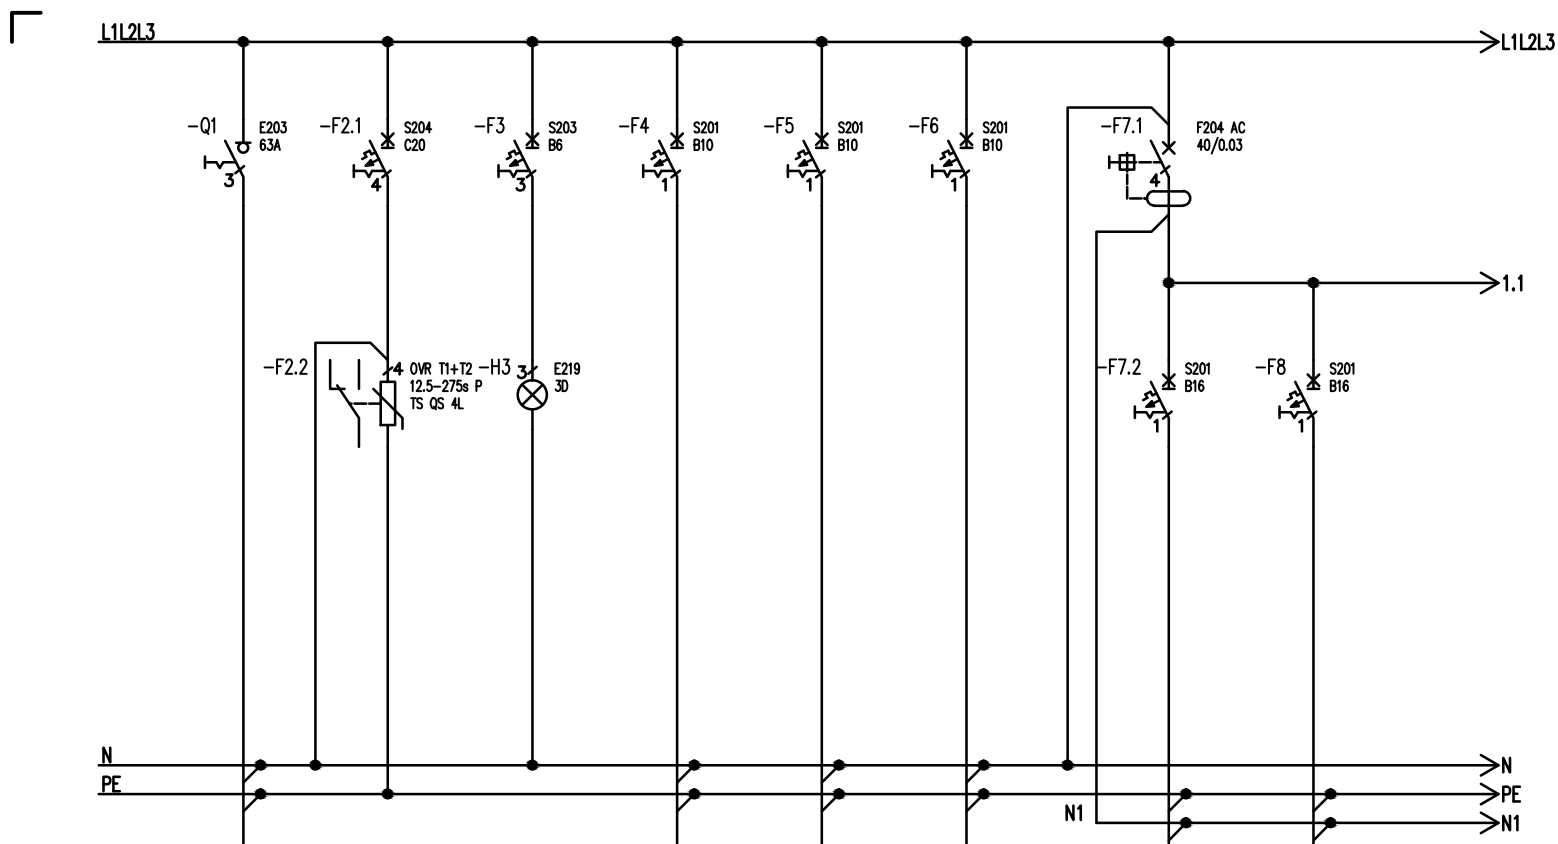 L1L2L3
L1L2L3
-Q1
E203
63A
3
-F2.1
S204
C20
4
-F3
S203
B6
3
-F4
S201
B10
1
-F5
S201
B10
1
-F6
S201
B10
1
-F7.1
F204 AC
40/0.03
4
1.1
-F2.2
4
OVR T1+T2
12.5-275s P
TS QS 4L
-H3
3
E219
3D
-F7.2
S201
B16
1
-F8
S201
B16
1
N
N
PE
PE
N1
N1